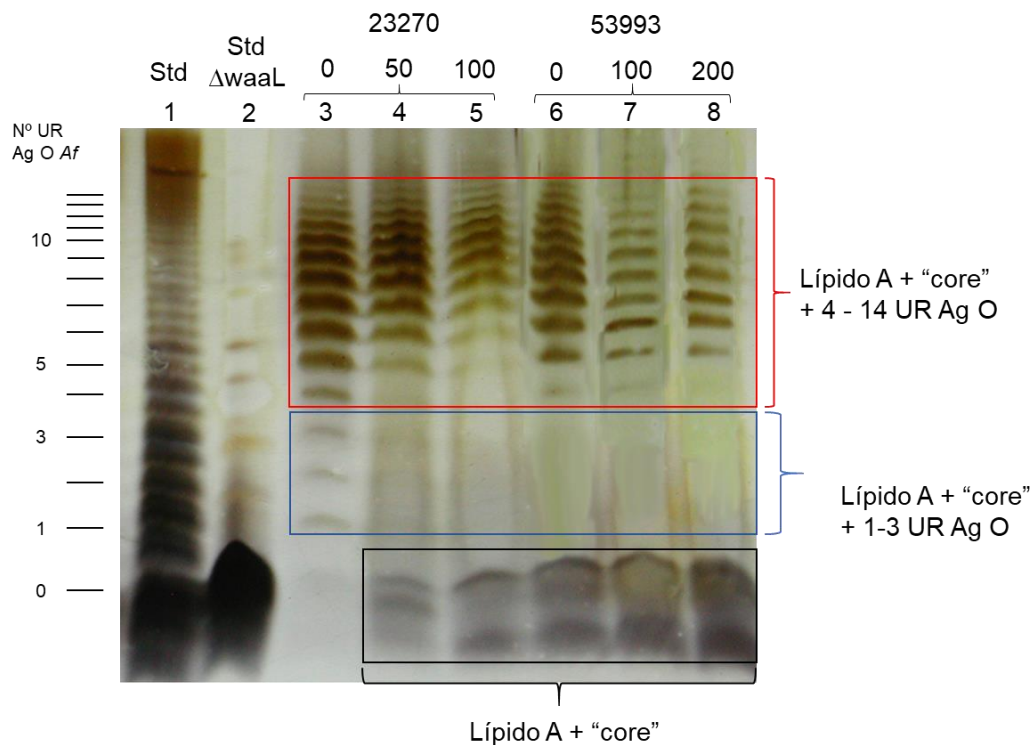 23270
53993
Std
Std
ΔwaaL
0
50
100
0
100
200
1
2
3
4
5
6
7
8
Nº UR
Ag O Af
10
5
3
1
0
Lípido A + “core”
+ 4 - 14 UR Ag O
Lípido A + “core”
+ 1-3 UR Ag O
Lípido A + “core”